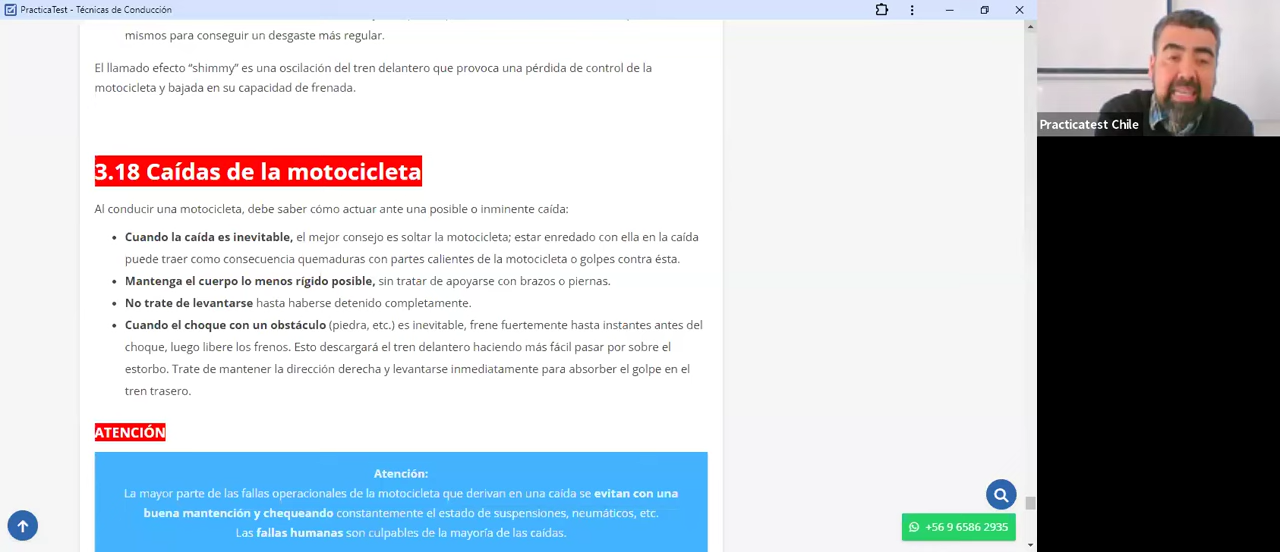 PracticaTest - Técnicas de Conducción
mismos para conseguir un desgaste más regular.
El llamado efecto “shimmy” es una oscilación del tren delantero que provoca una pérdida de control de la
motocicleta y bajada en su capacidad de frenada.
3.18 Caídas de la motocicleta
Al conducir una motocicleta, debe saber cómo actuar ante una posible o inminente caída:
• Cuando la caída es inevitable, el mejor consejo es soltar la motocicleta; estar enredado con ella en la caída
puede traer como consecuencia quemaduras con partes calientes de la motocicleta o golpes contra ésta.
• Mantenga el cuerpo lo menos rígido posible, sin tratar de apoyarse con brazos o piernas.
• No trate de levantarse hasta haberse detenido completamente.
• Cuando el choque con un obstáculo (piedra, etc.) es inevitable, frene fuertemente hasta instantes antes del
choque, luego libere los frenos. Esto descargará el tren delantero haciendo más fácil pasar por sobre el
estorbo. Trate de mantener la dirección derecha y levantarse inmediatamente para absorber el golpe en el
tren trasero.
ATENCIÓN
Atención:
La mayor parte de las fallas operacionales de la motocicleta que derivan en una caída se evitan con una
buena mantención y chequeando constantemente el estado de suspensiones, neumáticos, etc.
Las fallas humanas son culpables de la mayoría de las caídas.
+56 9 6586 2935
Practicatest Chile